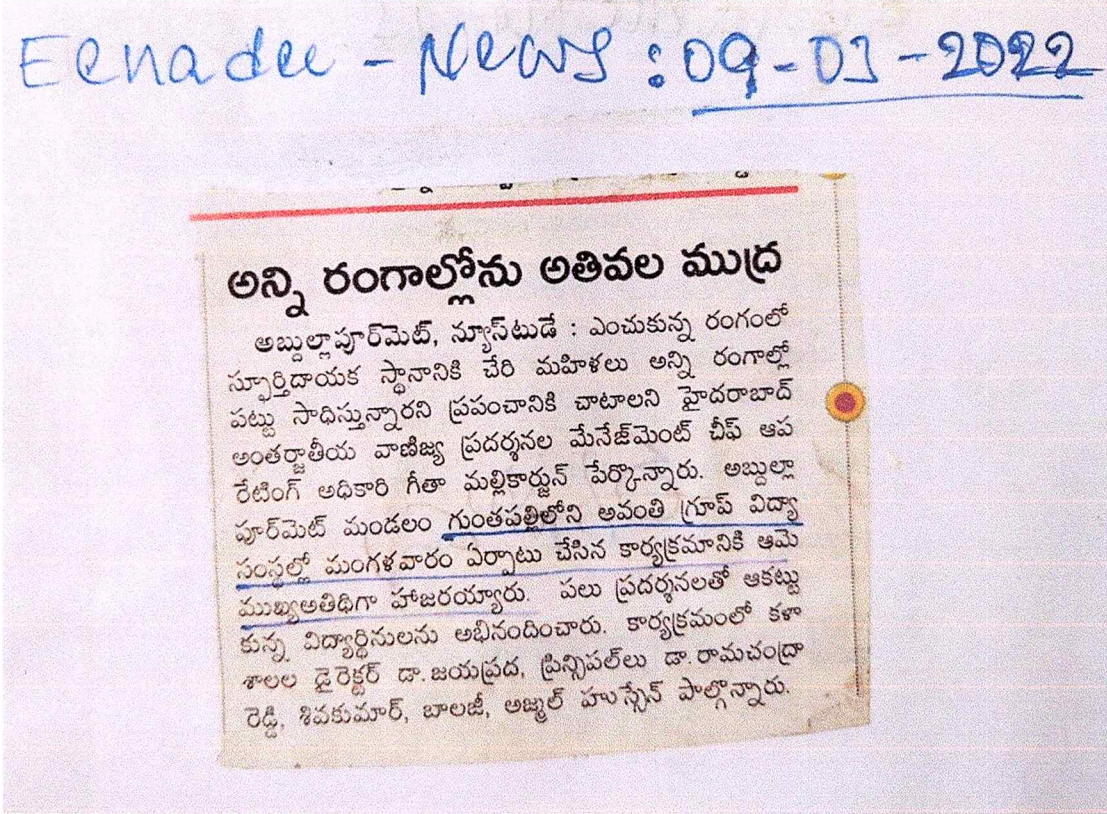 Eenadu - News : 09-03-2022
అన్ని రంగాల్లోను అతివల ముద్ర
అబ్దుల్లాపూర్‌మెట్, న్యూస్‌టుడే : ఎంచుకున్న రంగంలో
స్ఫూర్తిదాయక స్థానానికి చేరి మహిళలు అన్ని రంగాల్లో
పట్టు సాధిస్తున్నారని ప్రపంచానికి చాటాలని హైదరాబాద్
అంతర్జాతీయ వాణిజ్య ప్రదర్శనల మేనేజ్‌మెంట్ చీఫ్ ఆప
రేటింగ్ అధికారి గీతా మల్లికార్జున్ పేర్కొన్నారు. అబ్దుల్లా
పూర్‌మెట్ మండలం గుంతపల్లిలోని అవంతి గ్రూప్ విద్యా
సంస్థల్లో మంగళవారం ఏర్పాటు చేసిన కార్యక్రమానికి ఆమె
ముఖ్యఅతిథిగా హాజరయ్యారు. పలు ప్రదర్శనలతో ఆకట్టు
కున్న విద్యార్థినులను అభినందించారు. కార్యక్రమంలో కళా
శాలల డైరెక్టర్ డా.జయప్రద, ప్రిన్సిపల్‌లు డా.రామచంద్రా
రెడ్డి, శివకుమార్, బాలజీ, అజ్మల్ హుస్సేన్ పాల్గొన్నారు.